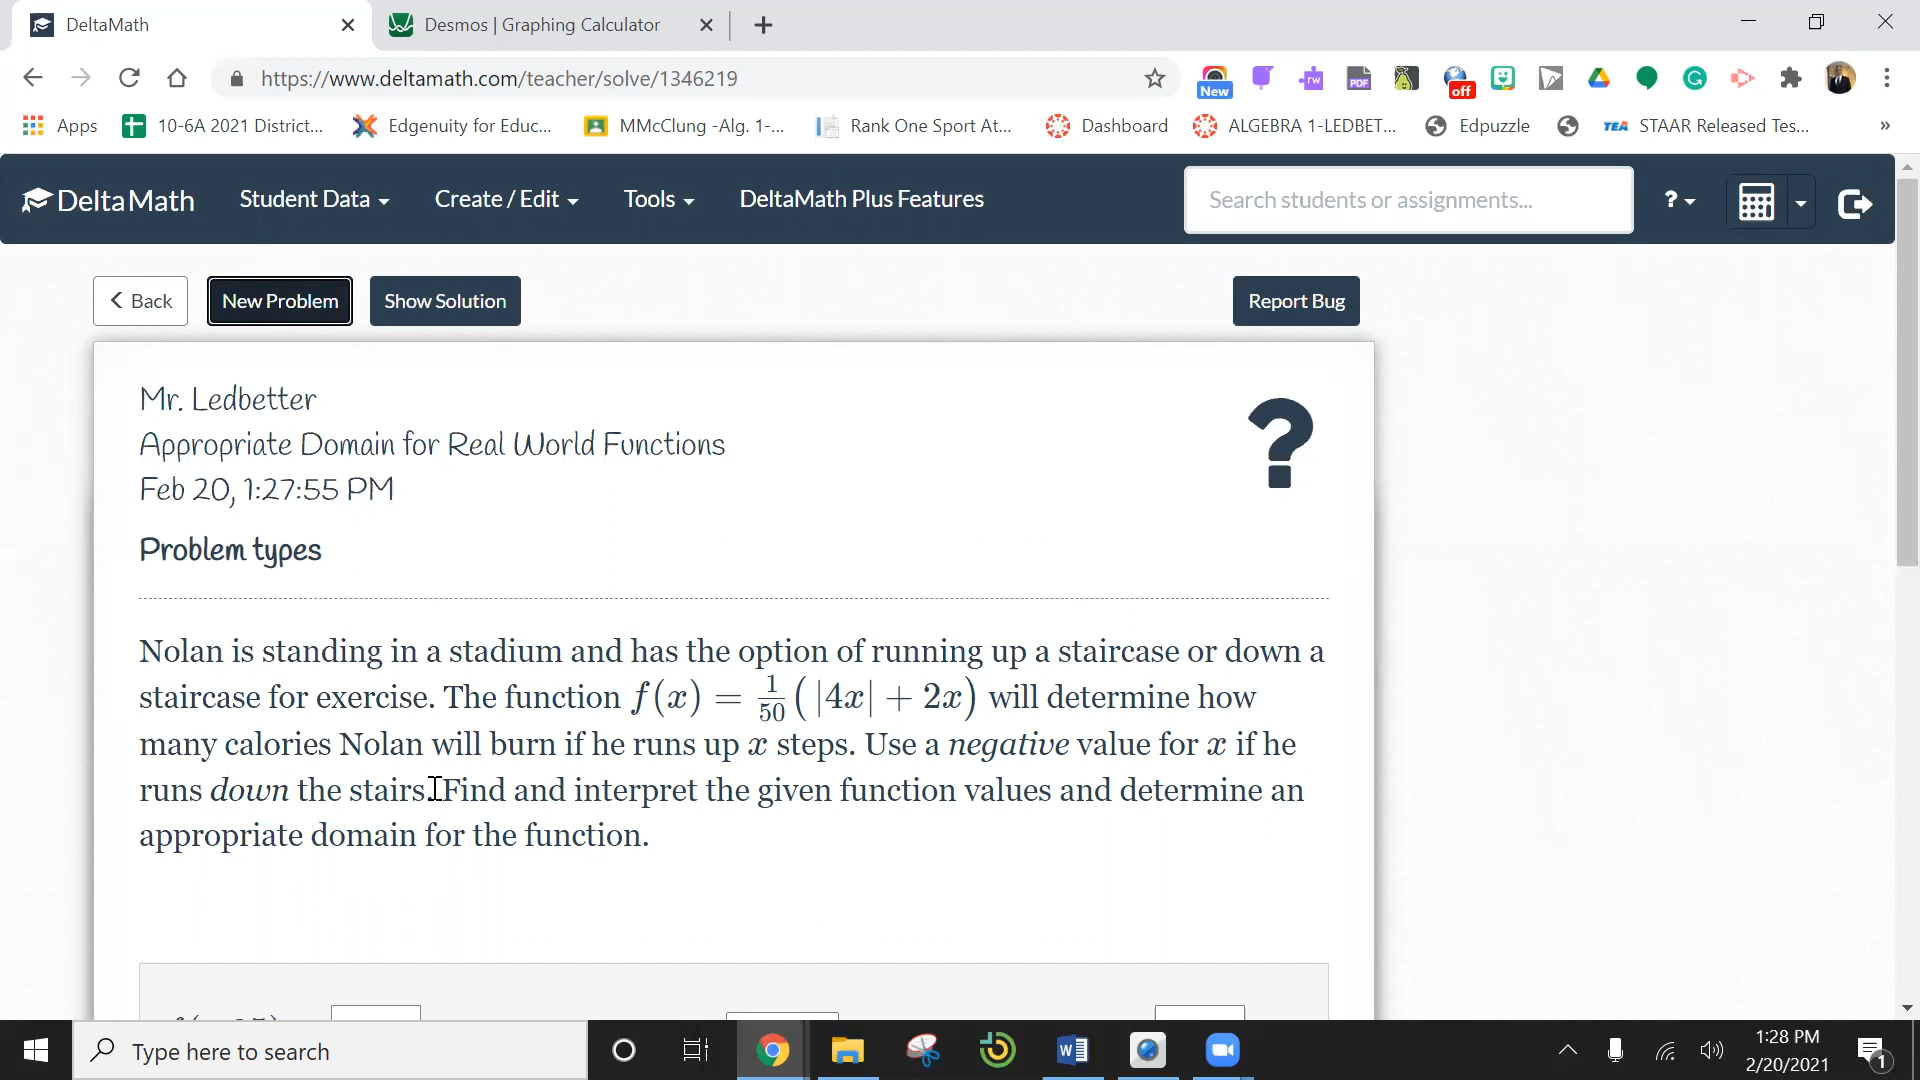 DeltaMath
Desmos | Graphing Calculator
https://www.deltamath.com/teacher/solve/1346219
New
rw
PDF
off
Apps
10-6A 2021 District...
Edgenuity for Educ...
MMcClung -Alg. 1-...
Rank One Sport At...
Dashboard
ALGEBRA 1-LEDBET...
Edpuzzle
TEA STAAR Released Tes...
»
DeltaMath
Student Data
Create / Edit
Tools
DeltaMath Plus Features
Search students or assignments...
?
Back
New Problem
Show Solution
Report Bug
Mr. Ledbetter
Appropriate Domain for Real World Functions
Feb 20, 1:27:55 PM
?
Problem types
Nolan is standing in a stadium and has the option of running up a staircase or down a
staircase for exercise. The function f(x) = 1/50 (|4x| + 2x) will determine how
many calories Nolan will burn if he runs up x steps. Use a negative value for x if he
runs down the stairs. Find and interpret the given function values and determine an
appropriate domain for the function.
Type here to search
1:28 PM
2/20/2021
1